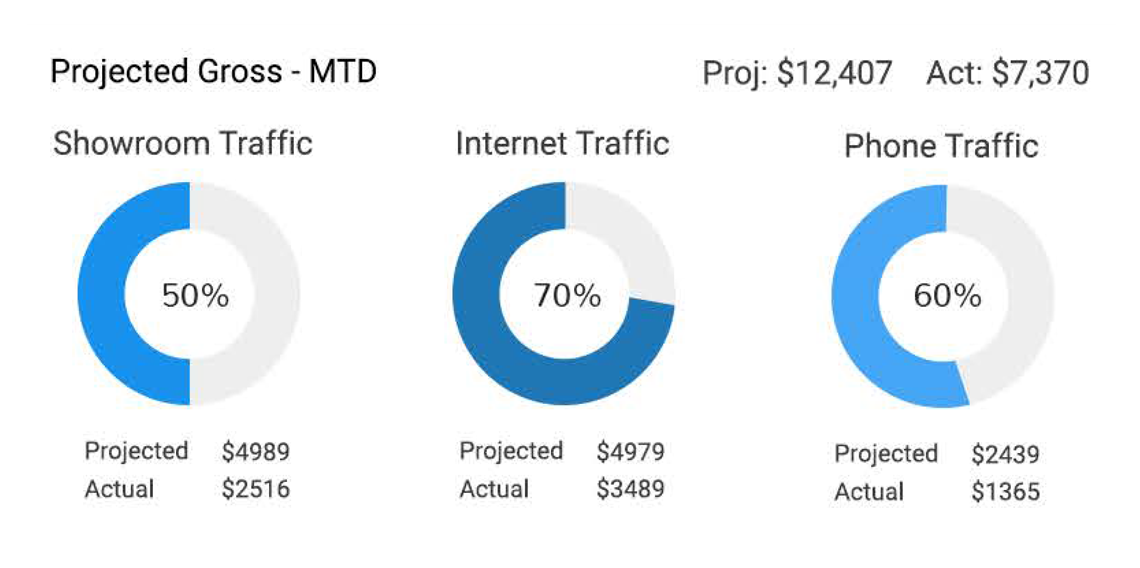 Projected Gross - MTD
Proj: $12,407 Act: $7,370
Showroom Traffic
50%
Projected $4989
Actual $2516
Internet Traffic
70%
Projected $4979
Actual $3489
Phone Traffic
60%
Projected $2439
Actual $1365